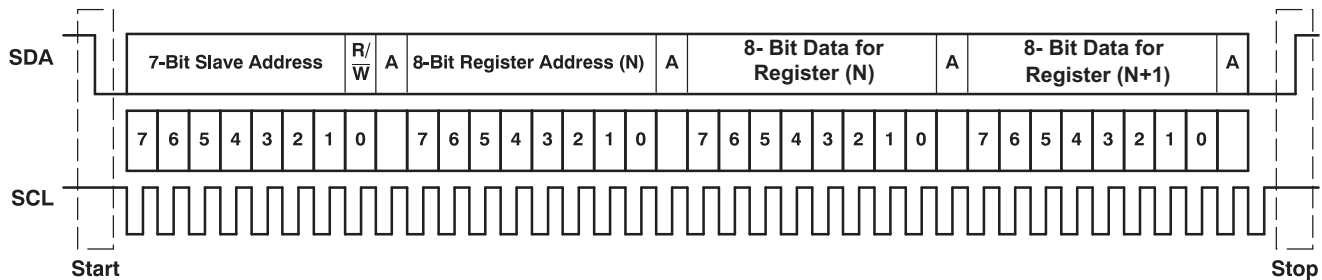 SDA
7-Bit Slave Address
R/
W
A
8-Bit Register Address (N)
A
8- Bit Data for
Register (N)
A
8- Bit Data for
Register (N+1)
A
7 6 5 4 3 2 1 0 7 6 5 4 3 2 1 0 7 6 5 4 3 2 1 0 7 6 5 4 3 2 1 0
SCL
Start
Stop